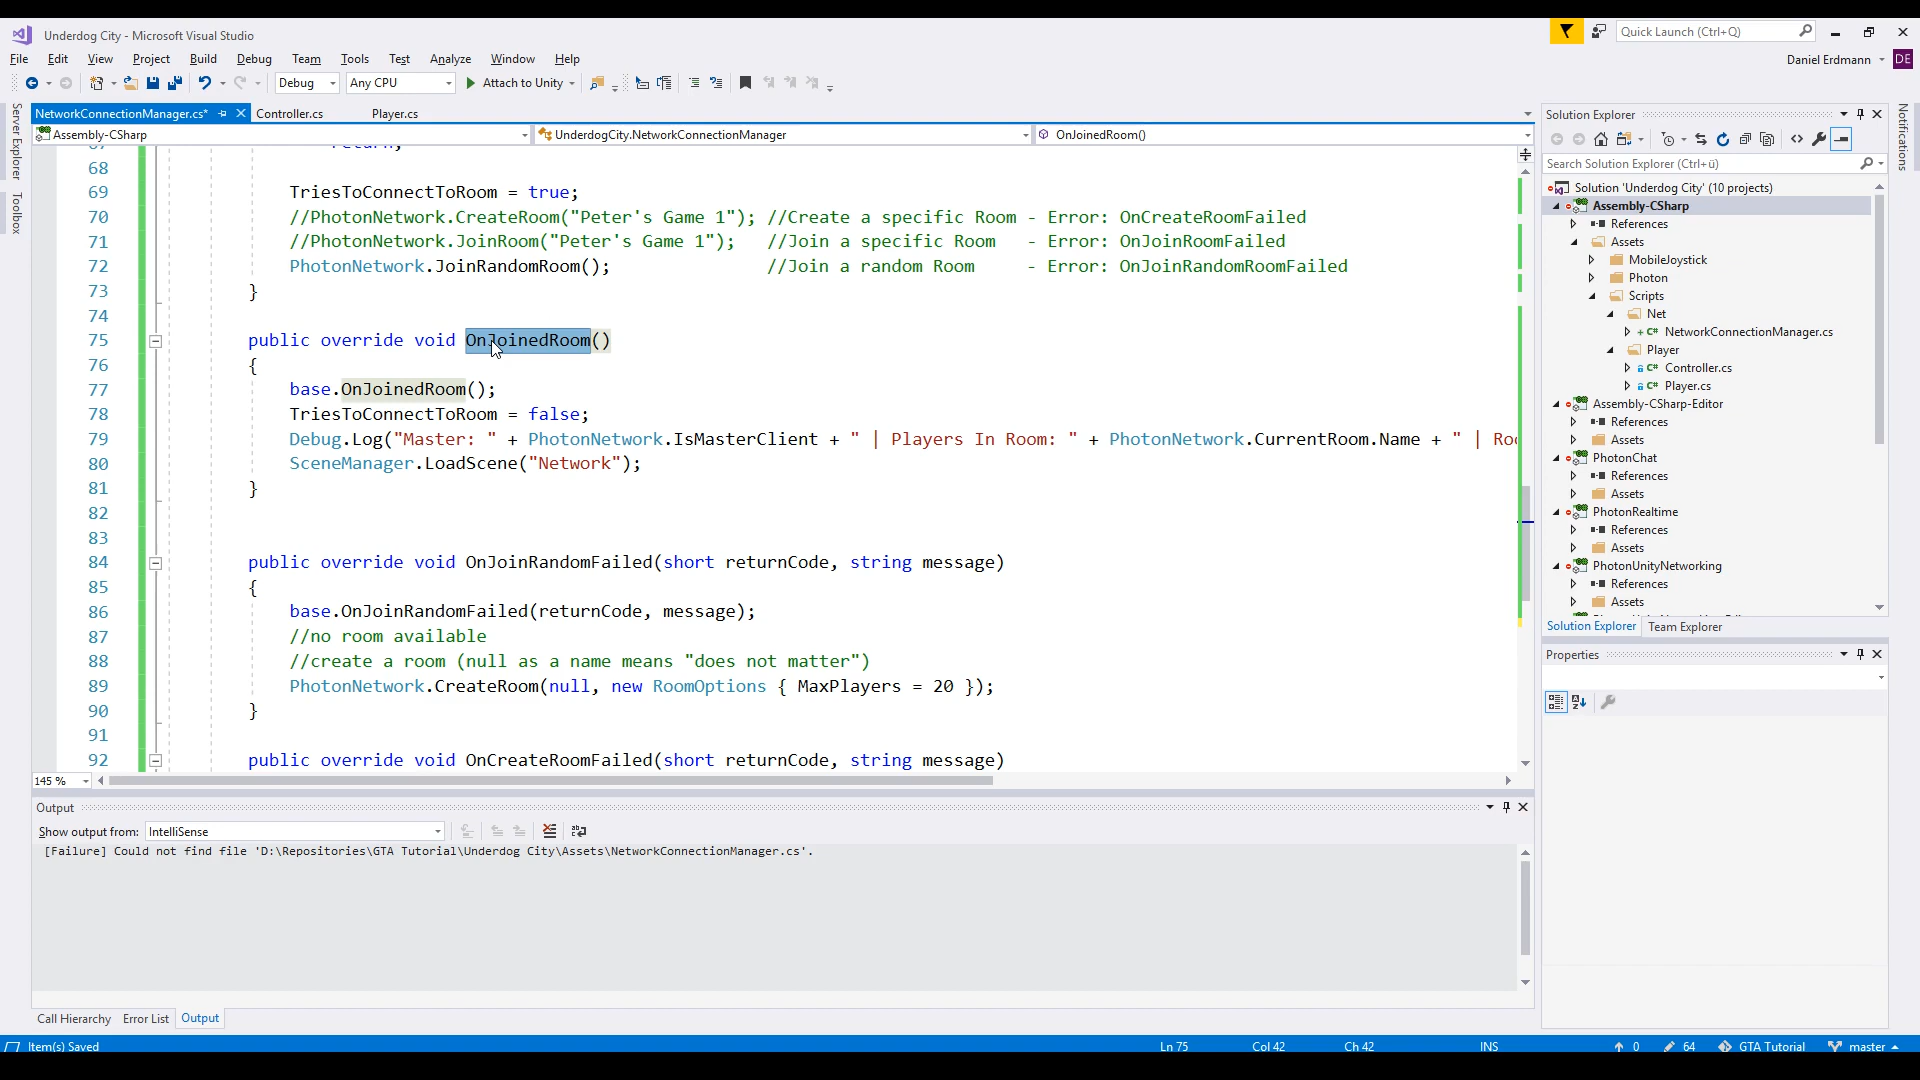 Underdog City - Microsoft Visual Studio
Quick Launch (Ctrl+Q)
File Edit View Project Build Debug Team Tools Test Analyze Window Help
Daniel Erdmann DE
Debug Any CPU Attach to Unity
Server Explorer
Toolbox
Notifications
NetworkConnectionManager.cs* Controller.cs Player.cs
Assembly-CSharp UnderdogCity.NetworkConnectionManager OnJoinedRoom()
67 return;
68
69 TriesToConnectToRoom = true;
70 //PhotonNetwork.CreateRoom("Peter's Game 1"); //Create a specific Room - Error: OnCreateRoomFailed
71 //PhotonNetwork.JoinRoom("Peter's Game 1"); //Join a specific Room - Error: OnJoinRoomFailed
72 PhotonNetwork.JoinRandomRoom(); //Join a random Room - Error: OnJoinRandomRoomFailed
73 }
74
75 public override void OnJoinedRoom()
76 {
77 base.OnJoinedRoom();
78 TriesToConnectToRoom = false;
79 Debug.Log("Master: " + PhotonNetwork.IsMasterClient + " | Players In Room: " + PhotonNetwork.CurrentRoom.Name + " | Roo
80 SceneManager.LoadScene("Network");
81 }
82
83
84 public override void OnJoinRandomFailed(short returnCode, string message)
85 {
86 base.OnJoinRandomFailed(returnCode, message);
87 //no room available
88 //create a room (null as a name means "does not matter")
89 PhotonNetwork.CreateRoom(null, new RoomOptions { MaxPlayers = 20 });
90 }
91
92 public override void OnCreateRoomFailed(short returnCode, string message)
145 %
Output
Show output from: IntelliSense
[Failure] Could not find file 'D:\Repositories\GTA Tutorial\Underdog City\Assets\NetworkConnectionManager.cs'.
Call Hierarchy Error List Output
Solution Explorer
Search Solution Explorer (Ctrl+ü)
Solution 'Underdog City' (10 projects)
Assembly-CSharp
References
Assets
MobileJoystick
Photon
Scripts
Net
C# NetworkConnectionManager.cs
Player
C# Controller.cs
C# Player.cs
Assembly-CSharp-Editor
References
Assets
PhotonChat
References
Assets
PhotonRealtime
References
Assets
PhotonUnityNetworking
References
Assets
Solution Explorer Team Explorer
Properties
Item(s) Saved Ln 75 Col 42 Ch 42 INS 0 64 GTA Tutorial master